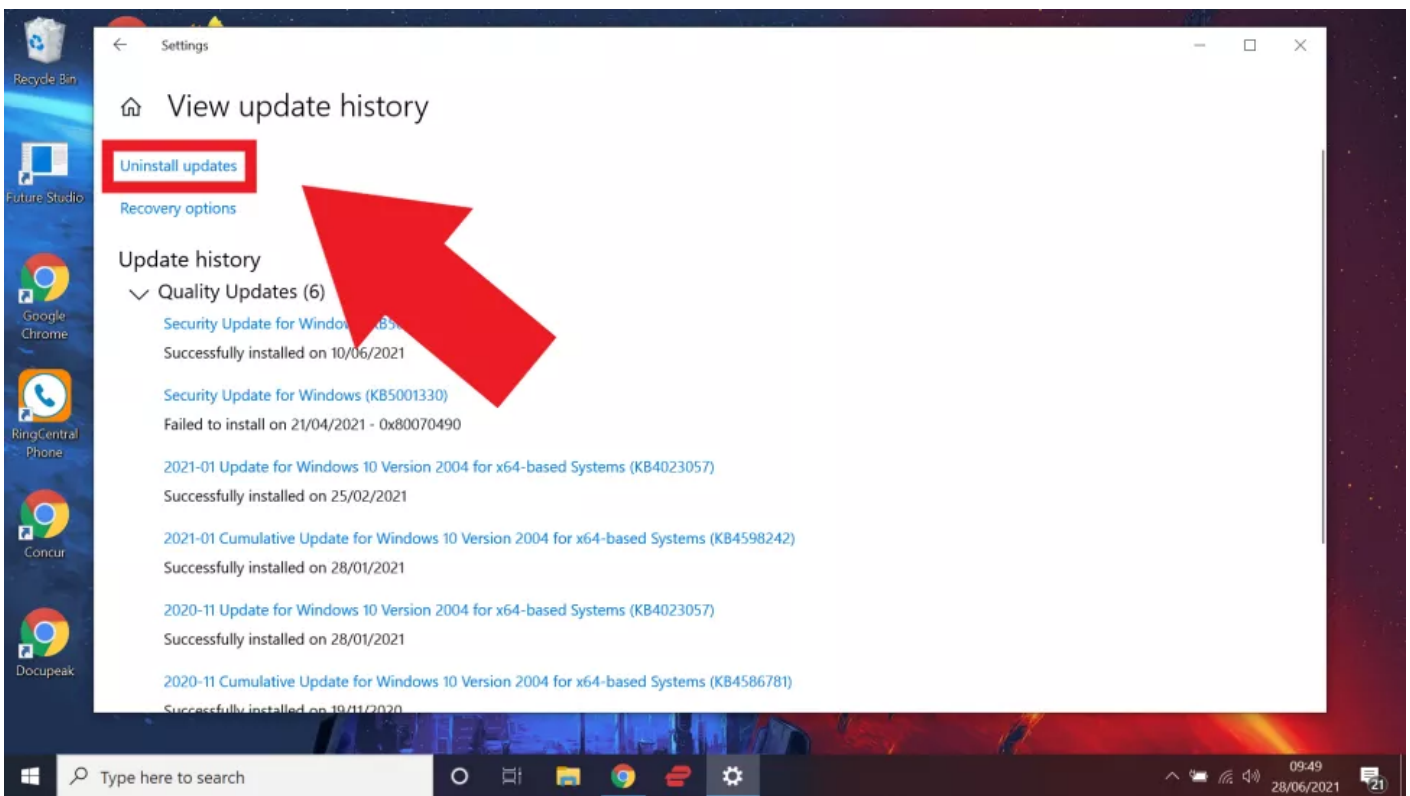 Recycle Bin
Future Studio
Google
Chrome
RingCentral
Phone
Concur
Docupeak
Settings
View update history
Uninstall updates
Recovery options
Update history
Quality Updates (6)
Security Update for
Successfully installed on 10/06/2021
Security Update for Windows (KB5001330)
Failed to install on 21/04/2021 - 0x80070490
2021-01 Update for Windows 10 Version 2004 for x64-based Systems (KB4023057)
Successfully installed on 25/02/2021
2021-01 Cumulative Update for Windows 10 Version 2004 for x64-based Systems (KB4598242)
Successfully installed on 28/01/2021
2020-11 Update for Windows 10 Version 2004 for x64-based Systems (KB4023057)
Successfully installed on 28/01/2021
2020-11 Cumulative Update for Windows 10 Version 2004 for x64-based Systems (KB4586781)
Successfully installed on 19/11/2020
Type here to search
09:49
28/06/2021
21